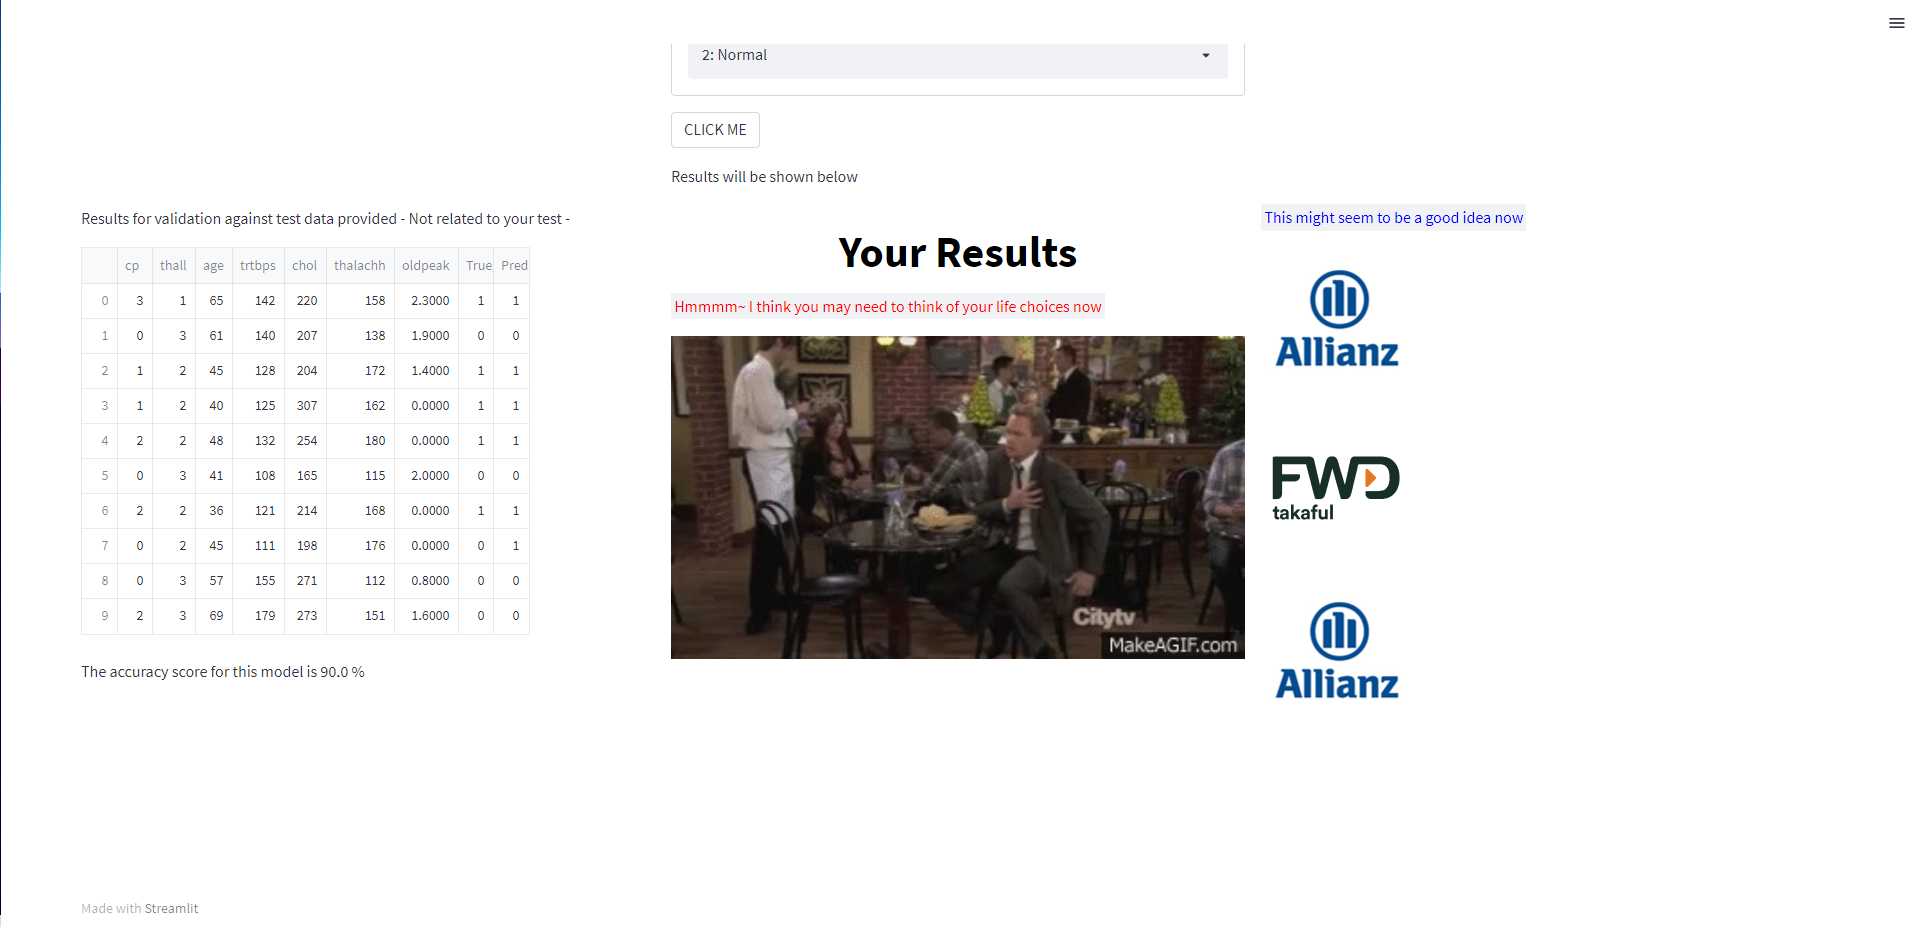 2: Normal
CLICK ME
Results will be shown below
Results for validation against test data provided - Not related to your test -
cp thall age trtbps chol thalachh oldpeak True Pred
0 3 1 65 142 220 158 2.3000 1 1
1 0 3 61 140 207 138 1.9000 0 0
2 1 2 45 128 204 172 1.4000 1 1
3 1 2 40 125 307 162 0.0000 1 1
4 2 2 48 132 254 180 0.0000 1 1
5 0 3 41 108 165 115 2.0000 0 0
6 2 2 36 121 214 168 0.0000 1 1
7 0 2 45 111 198 176 0.0000 0 1
8 0 3 57 155 271 112 0.8000 0 0
9 2 3 69 179 273 151 1.6000 0 0
The accuracy score for this model is 90.0 %
Your Results
Hmmmm~ I think you may need to think of your life choices now
Citytv
MakeAGIF.com
This might seem to be a good idea now
Allianz
FWD
takaful
Allianz
Made with Streamlit